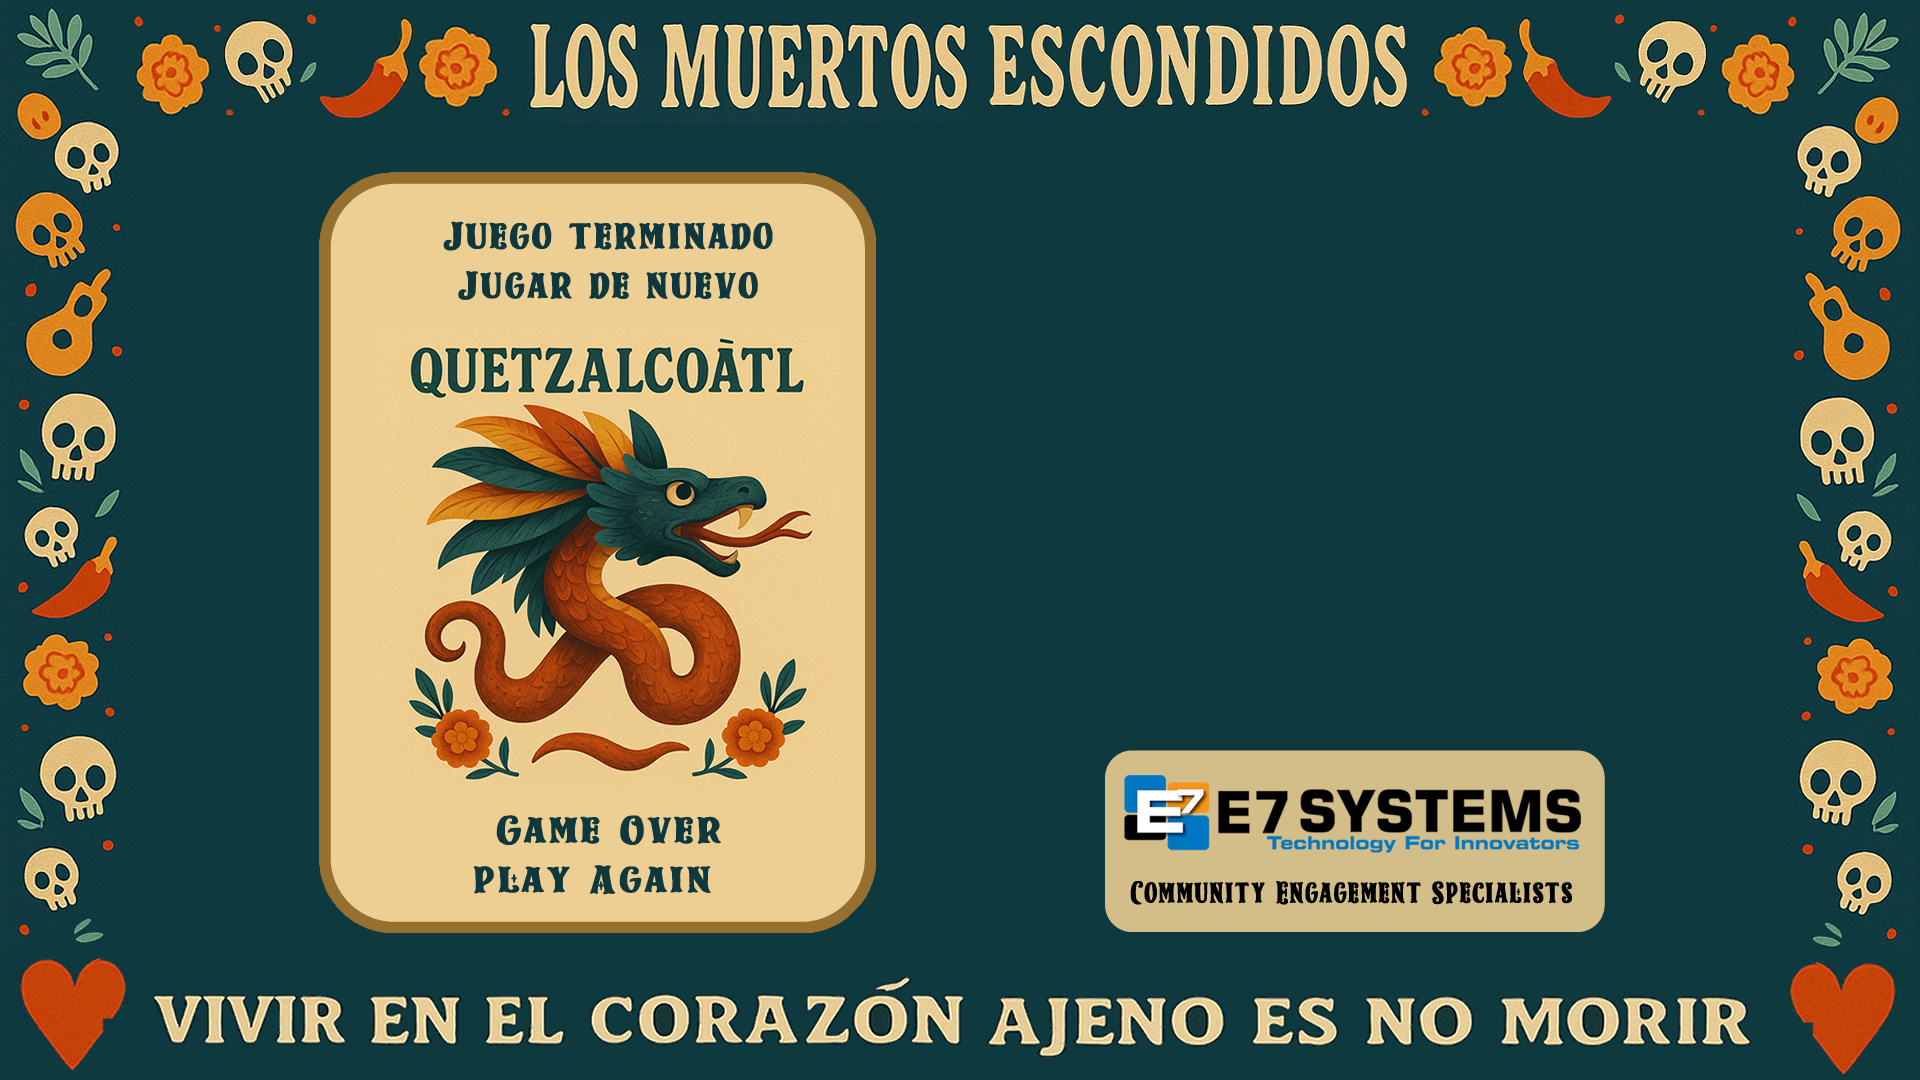 LOS MUERTOS ESCONDIDOS
JUEGO TERMINADO
JUGAR DE NUEVO
QUETZALCOÀTL
GAME OVER
PLAY AGAIN
E7 E7 SYSTEMS
Technology For Innovators
COMMUNITY ENGAGEMENT SPECIALISTS
VIVIR EN EL CORAZÓN AJENO ES NO MORIR